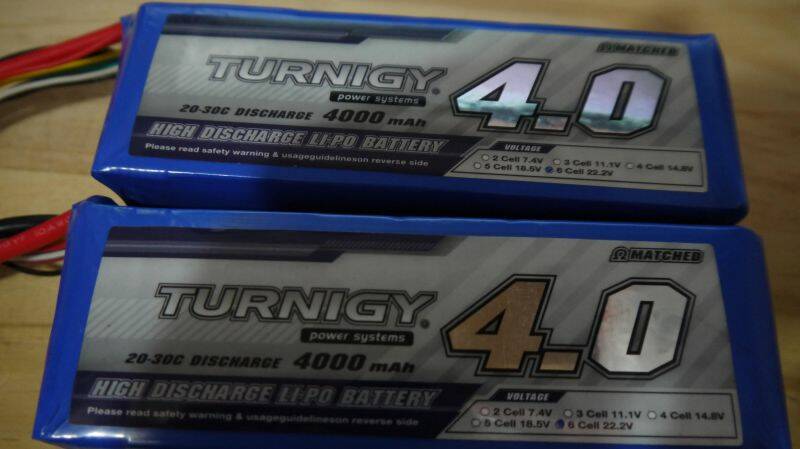 ΩMATCHED
TURNIGY®
power systems
4.0
20-30C DISCHARGE 4000 mAh
HIGH DISCHARGE LI-PO BATTERY
Please read safety warning & usageguidelineson reverse side
VOLTAGE
2 Cell 7.4V 3 Cell 11.1V 4 Cell 14.8V
5 Cell 18.5V 6 Cell 22.2V
ΩMATCHED
TURNIGY®
power systems
4.0
20-30C DISCHARGE 4000 mAh
HIGH DISCHARGE LI-PO BATTERY
Please read safety warning & usageguidelineson reverse side
VOLTAGE
2 Cell 7.4V 3 Cell 11.1V 4 Cell 14.8V
5 Cell 18.5V 6 Cell 22.2V